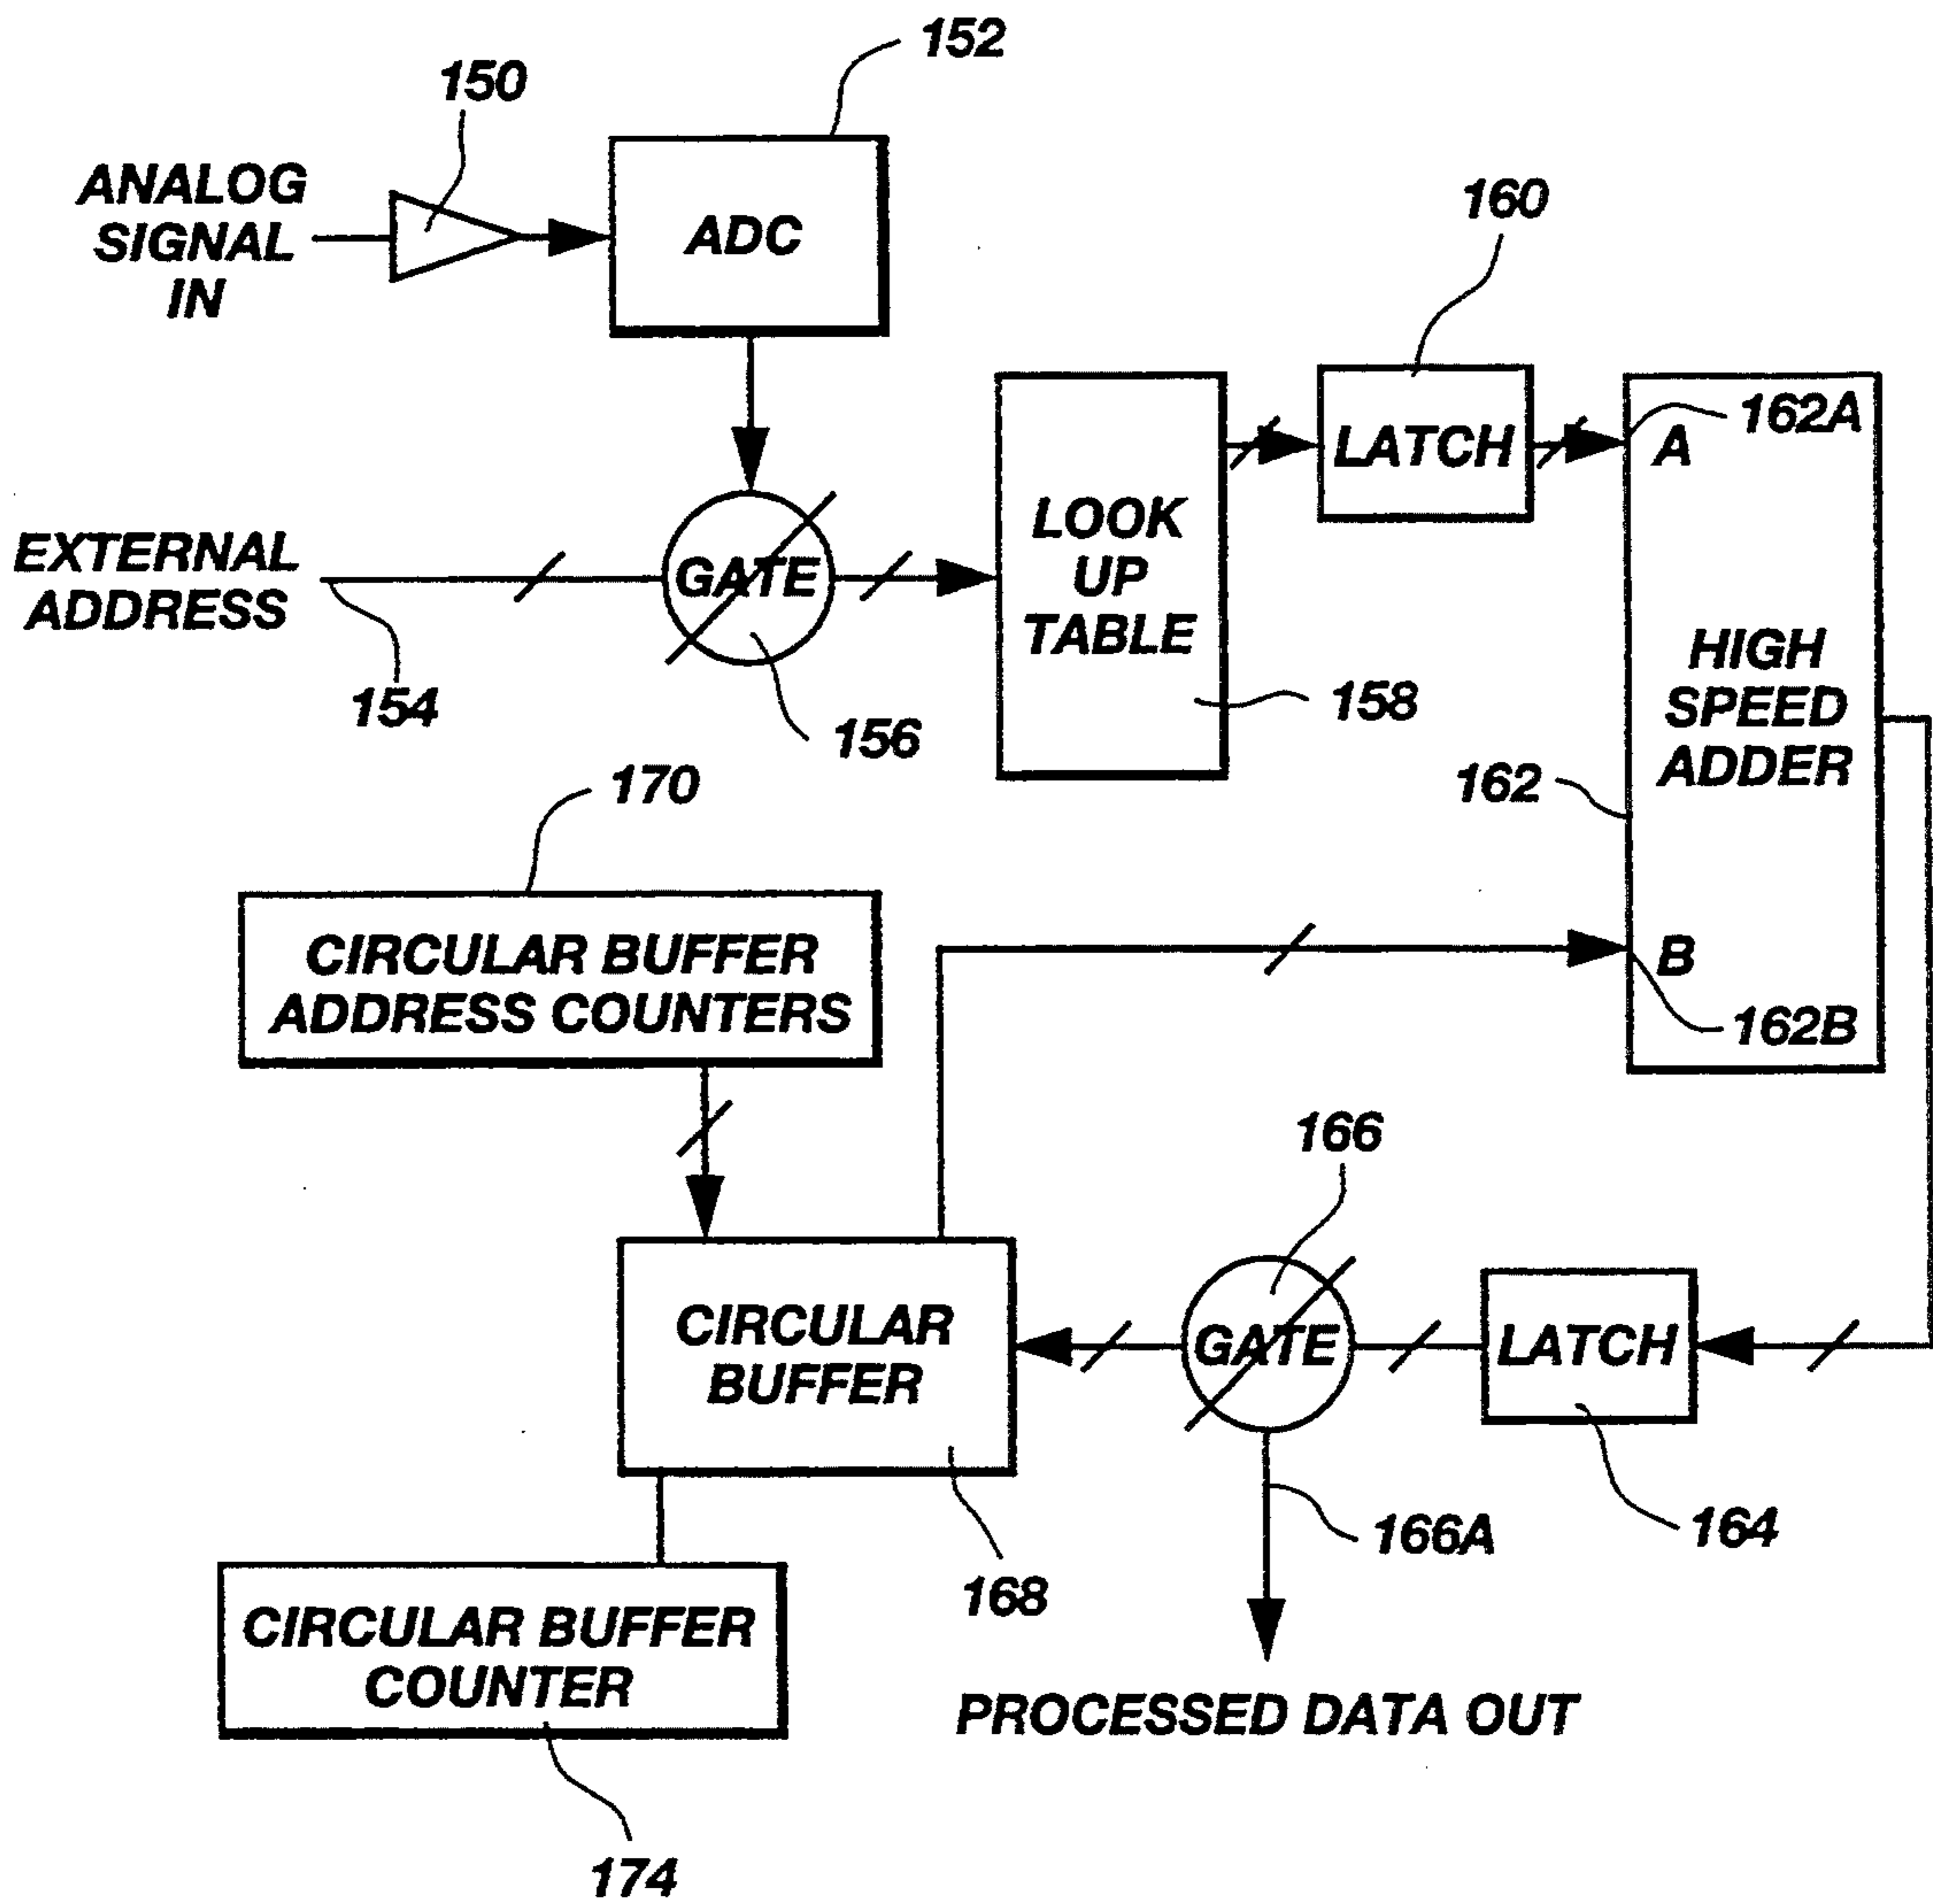 152
150
ANALOG
SIGNAL
IN
ADC
160
LATCH
162A
A
LOOK
UP
TABLE
EXTERNAL
ADDRESS
GATE
154
156
158
HIGH
SPEED
ADDER
162
170
CIRCULAR BUFFER
ADDRESS COUNTERS
B
162B
166
CIRCULAR
BUFFER
GATE
LATCH
166A
164
168
CIRCULAR BUFFER
COUNTER
PROCESSED DATA OUT
174